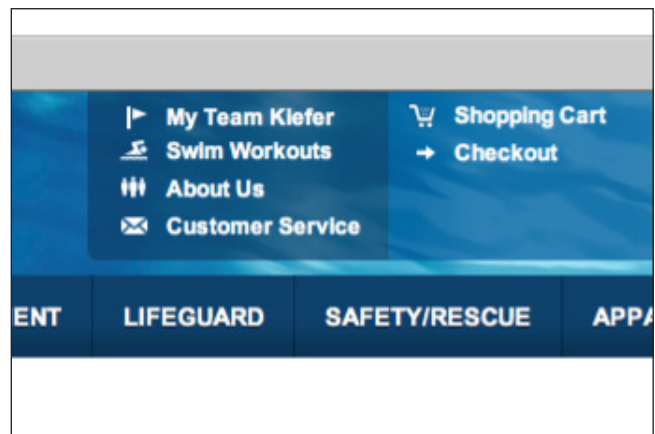 My Team Kiefer
Swim Workouts
About Us
Customer Service
Shopping Cart
Checkout
ENT
LIFEGUARD
SAFETY/RESCUE
APPA